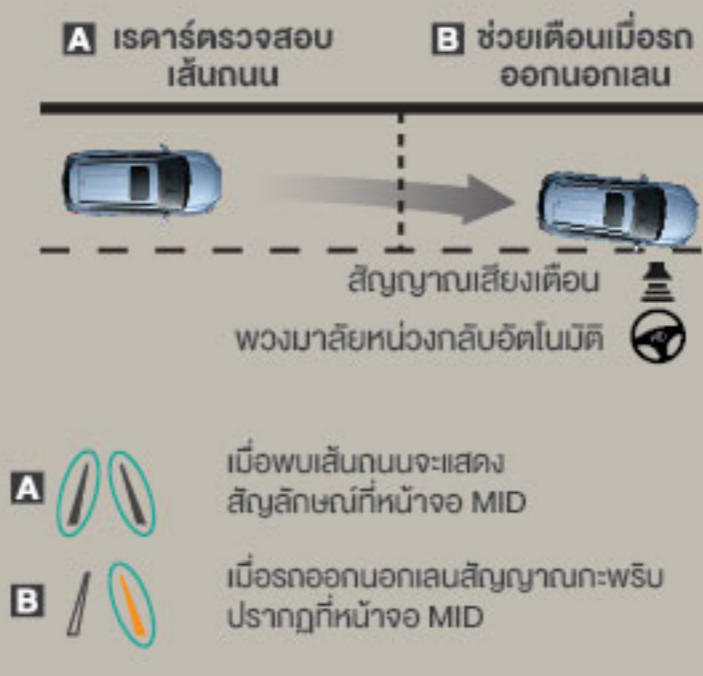 A เรดาร์ตรวจสอบ
เส้นถนน
B ช่วยเตือนเมื่อรถ
ออกนอกเลน
สัญญาณเสียงเตือน
พวงมาลัยหน่วงกลับอัตโนมัติ
A เมื่อพบเส้นถนนจะแสดง
สัญลักษณ์ที่หน้าจอ MID
B เมื่อรถออกนอกเลนสัญญาณกะพริบ
ปรากฏที่หน้าจอ MID